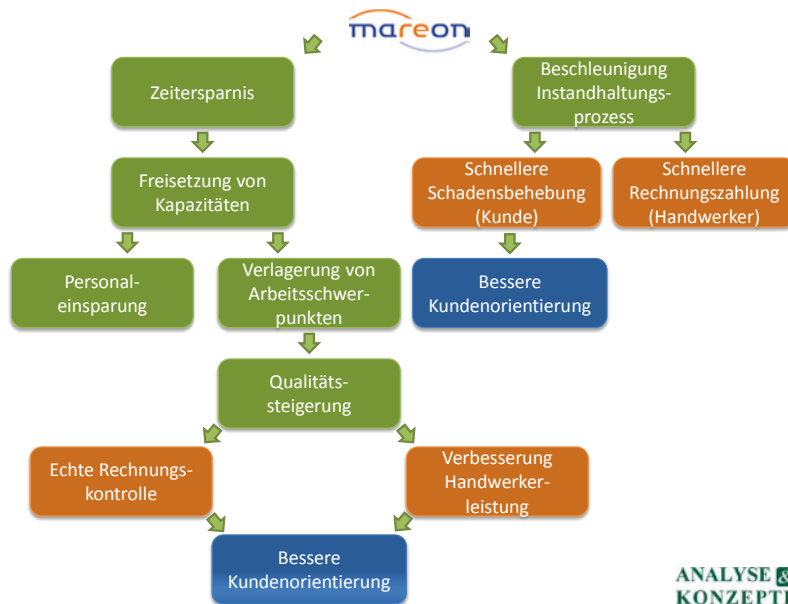 mareon
Zeitersparnis
Beschleunigung
Instandhaltungs-
prozess
Freisetzung von
Kapazitäten
Schnellere
Schadensbehebung
(Kunde)
Schnellere
Rechnungszahlung
(Handwerker)
Personal-
einsparung
Verlagerung von
Arbeitsschwer-
punkten
Bessere
Kundenorientierung
Qualitäts-
steigerung
Echte Rechnungs-
kontrolle
Verbesserung
Handwerker-
leistung
Bessere
Kundenorientierung
ANALYSE &
KONZEPTE